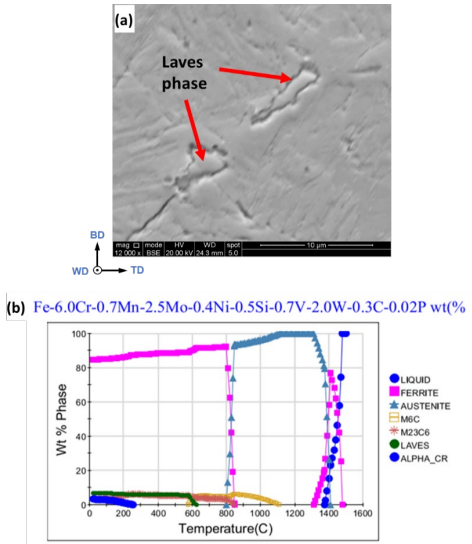 (a)
Laves
phase
mag □ mode HV WD spot
12 000 x BSE 20.00 kV 24.3 mm 5.0
10 µm
BD
WD TD
(b) Fe-6.0Cr-0.7Mn-2.5Mo-0.4Ni-0.5Si-0.7V-2.0W-0.3C-0.02P wt(%
100
80
60
40
20
0
Wt % Phase
0 200 400 600 800 1000 1200 1400 1600
Temperature(C)
LIQUID
FERRITE
AUSTENITE
M6C
M23C6
LAVES
ALPHA_CR